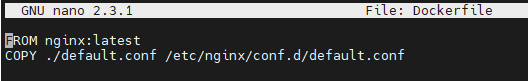 GNU nano 2.3.1 File: Dockerfile
FROM nginx:latest
COPY ./default.conf /etc/nginx/conf.d/default.conf